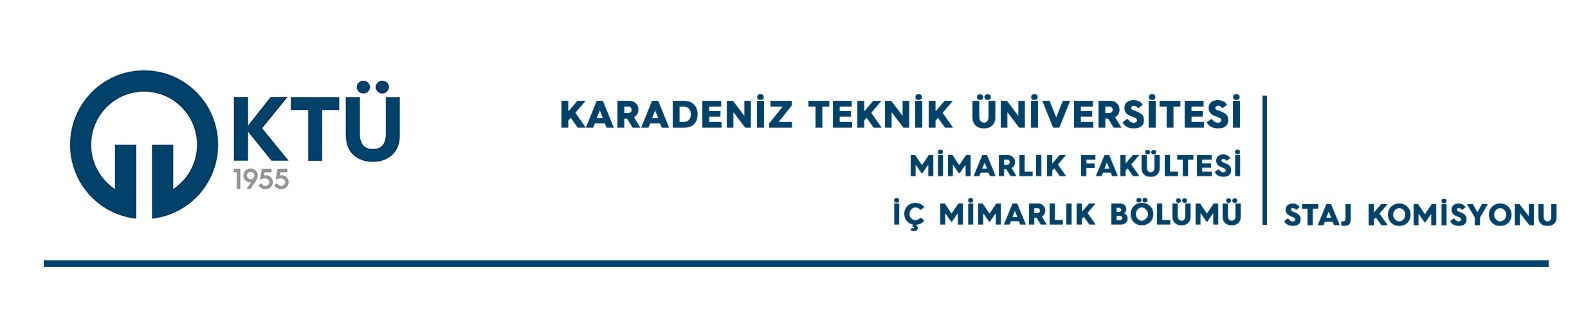 KTÜ
1955
KARADENİZ TEKNİK ÜNİVERSİTESİ
MİMARLIK FAKÜLTESİ
İÇ MİMARLIK BÖLÜMÜ
STAJ KOMİSYONU